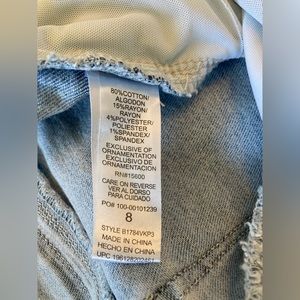 80%COTTON/
ALGODON
15%RAYON/
RAYON
4%POLYESTER/
POLIESTER
1%SPANDEX/
SPANDEX
EXCLUSIVE OF
ORNAMENTATION
EXCLUSIVO DE
ORNAMENTACION
RN#15600
CARE ON REVERSE
VER AL DORSO
PARA CUIDADO
PO# 100-00101239
8
STYLE B1784VKP3
MADE IN CHINA
HECHO EN CHINA
UPC